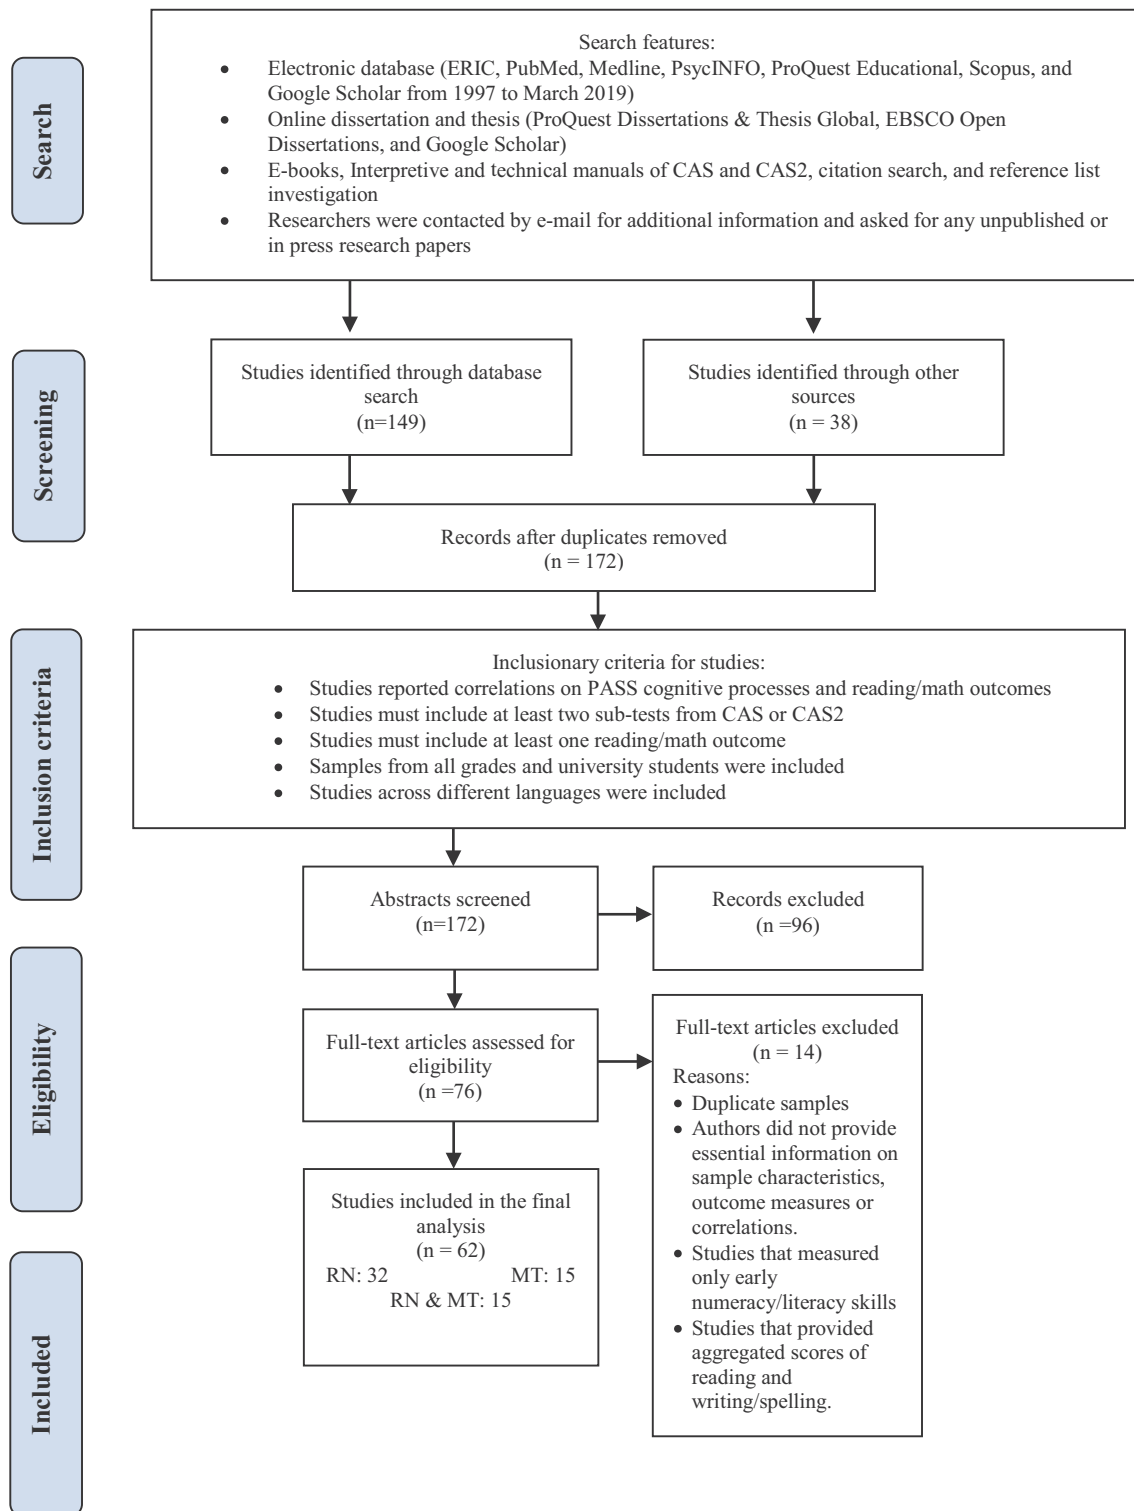 Search
Search features:
• Electronic database (ERIC, PubMed, Medline, PsycINFO, ProQuest Educational, Scopus, and
Google Scholar from 1997 to March 2019)
• Online dissertation and thesis (ProQuest Dissertations & Thesis Global, EBSCO Open
Dissertations, and Google Scholar)
• E-books, Interpretive and technical manuals of CAS and CAS2, citation search, and reference list
investigation
• Researchers were contacted by e-mail for additional information and asked for any unpublished or
in press research papers
Screening
Studies identified through database
search
(n=149)
Studies identified through other
sources
(n = 38)
Records after duplicates removed
(n = 172)
Inclusion criteria
Inclusionary criteria for studies:
• Studies reported correlations on PASS cognitive processes and reading/math outcomes
• Studies must include at least two sub-tests from CAS or CAS2
• Studies must include at least one reading/math outcome
• Samples from all grades and university students were included
• Studies across different languages were included
Abstracts screened
(n=172)
Records excluded
(n =96)
Eligibility
Full-text articles assessed for
eligibility
(n =76)
Full-text articles excluded
(n = 14)
Reasons:
• Duplicate samples
• Authors did not provide
essential information on
sample characteristics,
outcome measures or
correlations.
• Studies that measured
only early
numeracy/literacy skills
• Studies that provided
aggregated scores of
reading and
writing/spelling.
Included
Studies included in the final
analysis
(n = 62)
RN: 32 MT: 15
RN & MT: 15